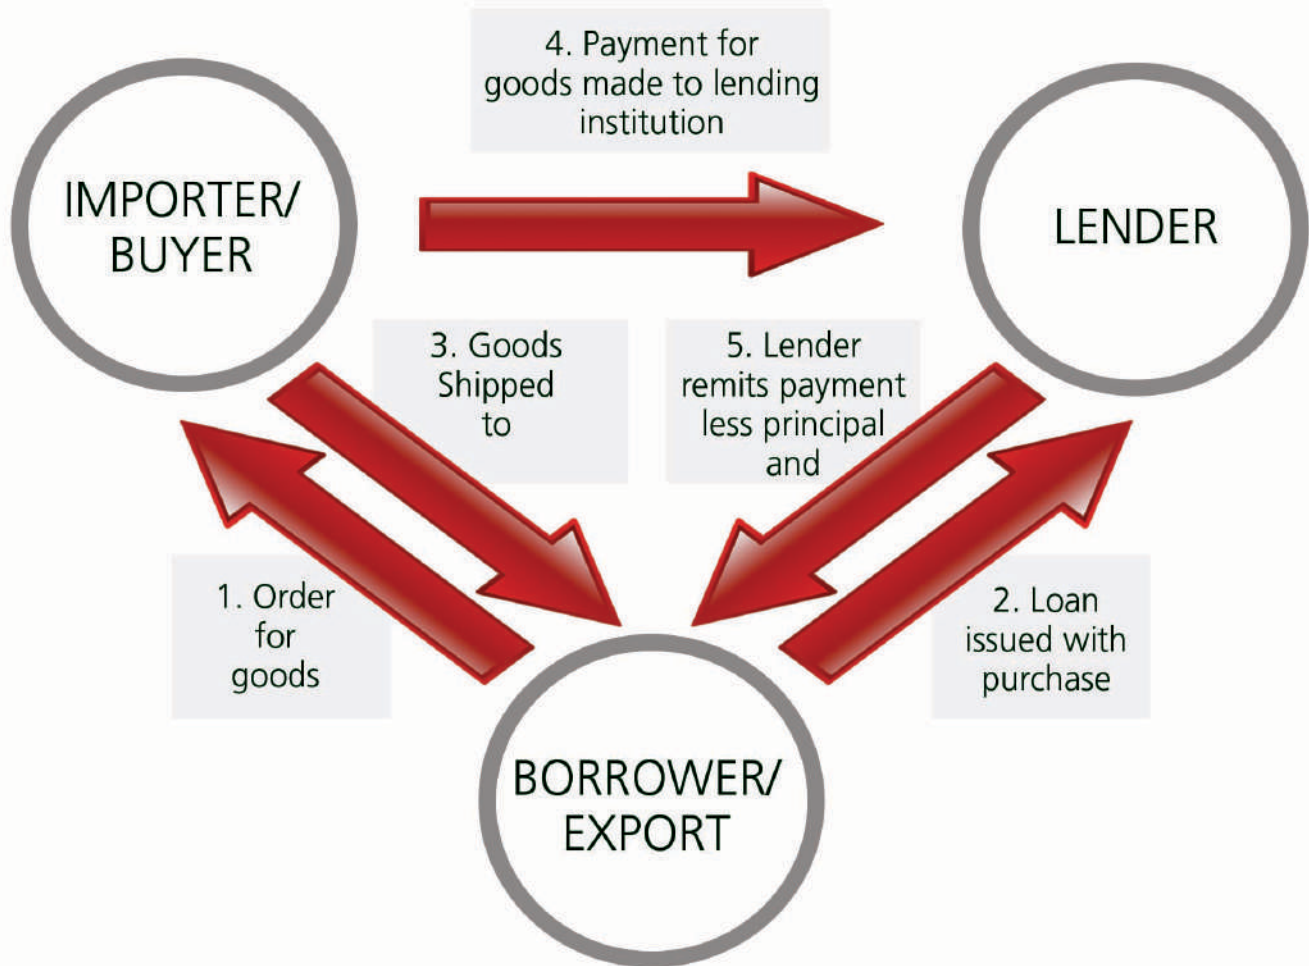 4. Payment for
goods made to lending
institution
IMPORTER/
BUYER
LENDER
3. Goods
Shipped
to
5. Lender
remits payment
less principal
and
1. Order
for
goods
2. Loan
issued with
purchase
BORROWER/
EXPORT